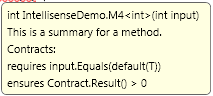 int IntellisenseDemo.M4<int>(int input)
This is a summary for a method.
Contracts:
requires input.Equals(default(T))
ensures Contract.Result() > 0